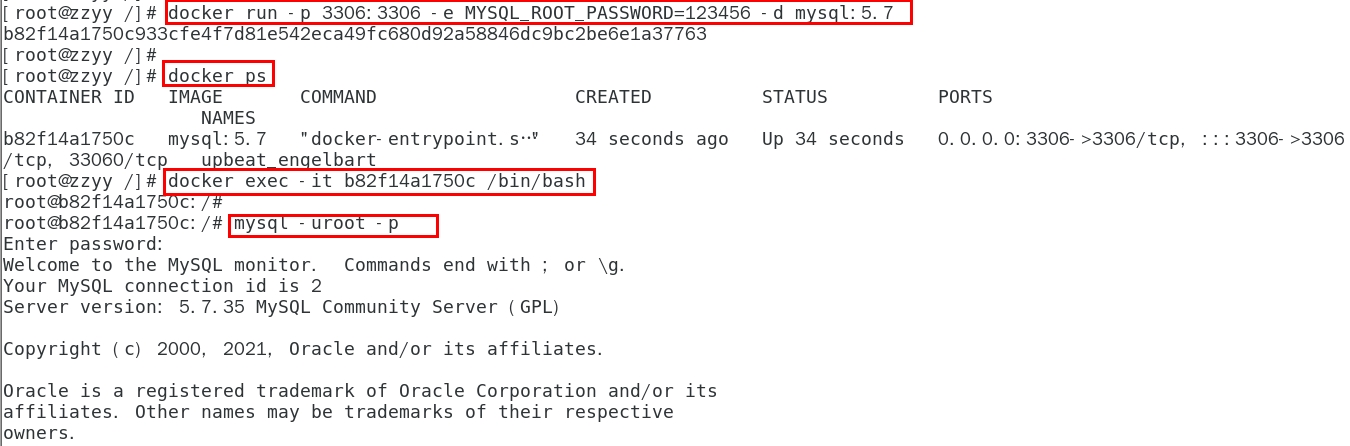 [root@zzyy /]# docker run -p 3306:3306 -e MYSQL_ROOT_PASSWORD=123456 -d mysql:5.7
b82f14a1750c933cfe4f7d81e542eca49fc680d92a58846dc9bc2be6e1a37763
[root@zzyy /]#
[root@zzyy /]# docker ps
CONTAINER ID   IMAGE       COMMAND                  CREATED          STATUS          PORTS
                  NAMES
b82f14a1750c   mysql:5.7   "docker-entrypoint.s…"   34 seconds ago   Up 34 seconds   0.0.0.0:3306->3306/tcp, :::3306->3306
/tcp, 33060/tcp   upbeat_engelbart
[root@zzyy /]# docker exec -it b82f14a1750c /bin/bash
root@b82f14a1750c:/#
root@b82f14a1750c:/# mysql -uroot -p
Enter password:
Welcome to the MySQL monitor.  Commands end with ; or \g.
Your MySQL connection id is 2
Server version: 5.7.35 MySQL Community Server (GPL)

Copyright (c) 2000, 2021, Oracle and/or its affiliates.

Oracle is a registered trademark of Oracle Corporation and/or its
affiliates. Other names may be trademarks of their respective
owners.